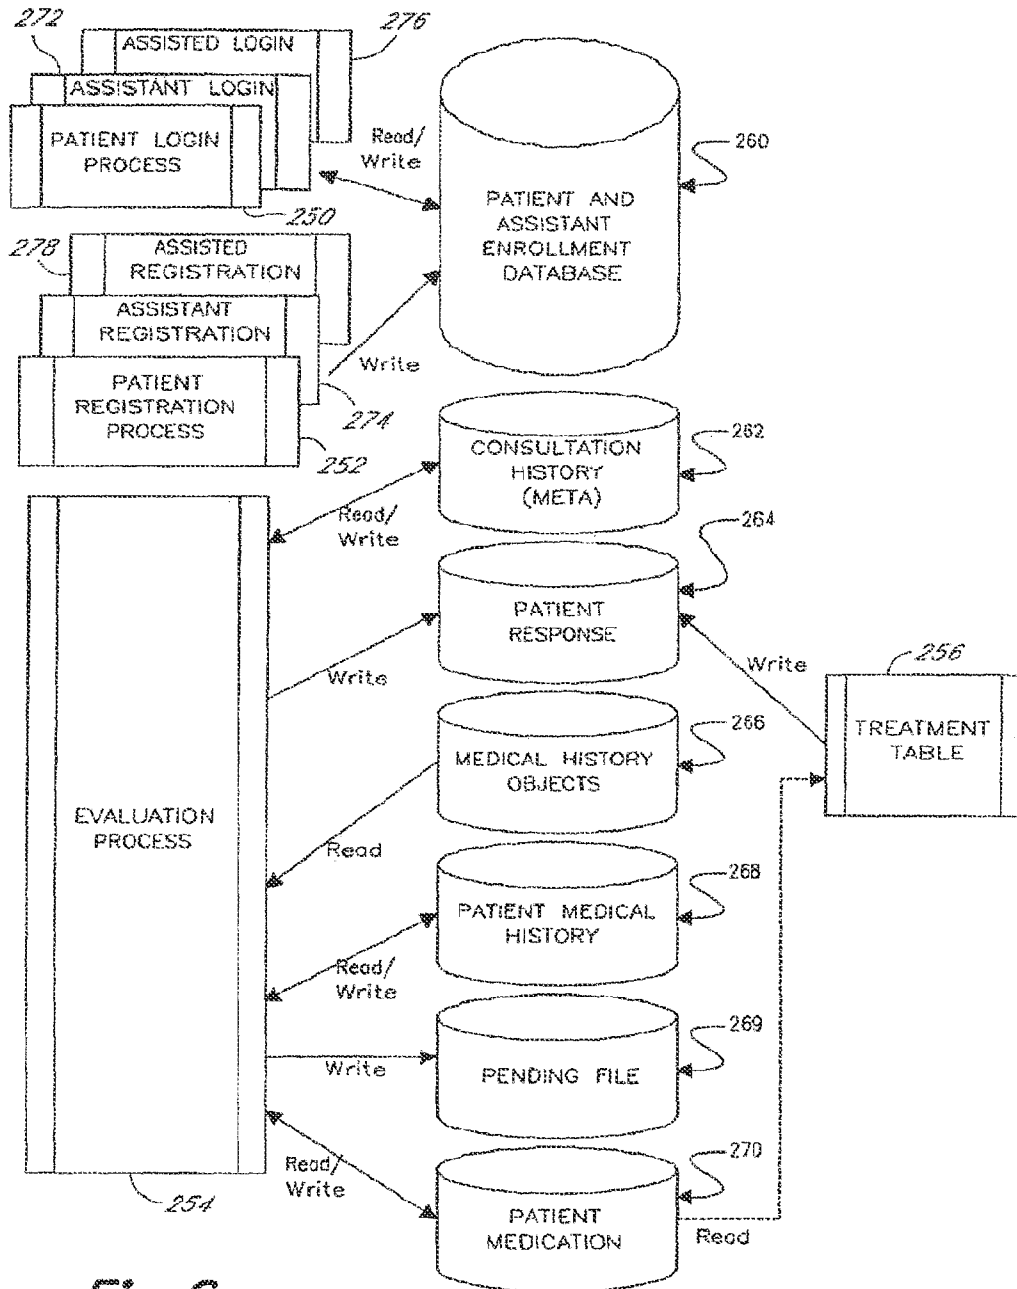 272
ASSISTED LOGIN
276
ASSISTANT LOGIN
PATIENT LOGIN
PROCESS
250
Read/
Write
PATIENT AND
ASSISTANT
ENROLLMENT
DATABASE
260
278
ASSISTED
REGISTRATION
ASSISTANT
REGISTRATION
PATIENT
REGISTRATION
PROCESS
274
252
Write
CONSULTATION
HISTORY
(META)
262
Read/
Write
264
PATIENT
RESPONSE
Write
Write
256
TREATMENT
TABLE
266
MEDICAL HISTORY
OBJECTS
EVALUATION
PROCESS
Read
268
PATIENT MEDICAL
HISTORY
Read/
Write
269
PENDING FILE
Write
270
PATIENT
MEDICATION
Read/
Write
Read
254